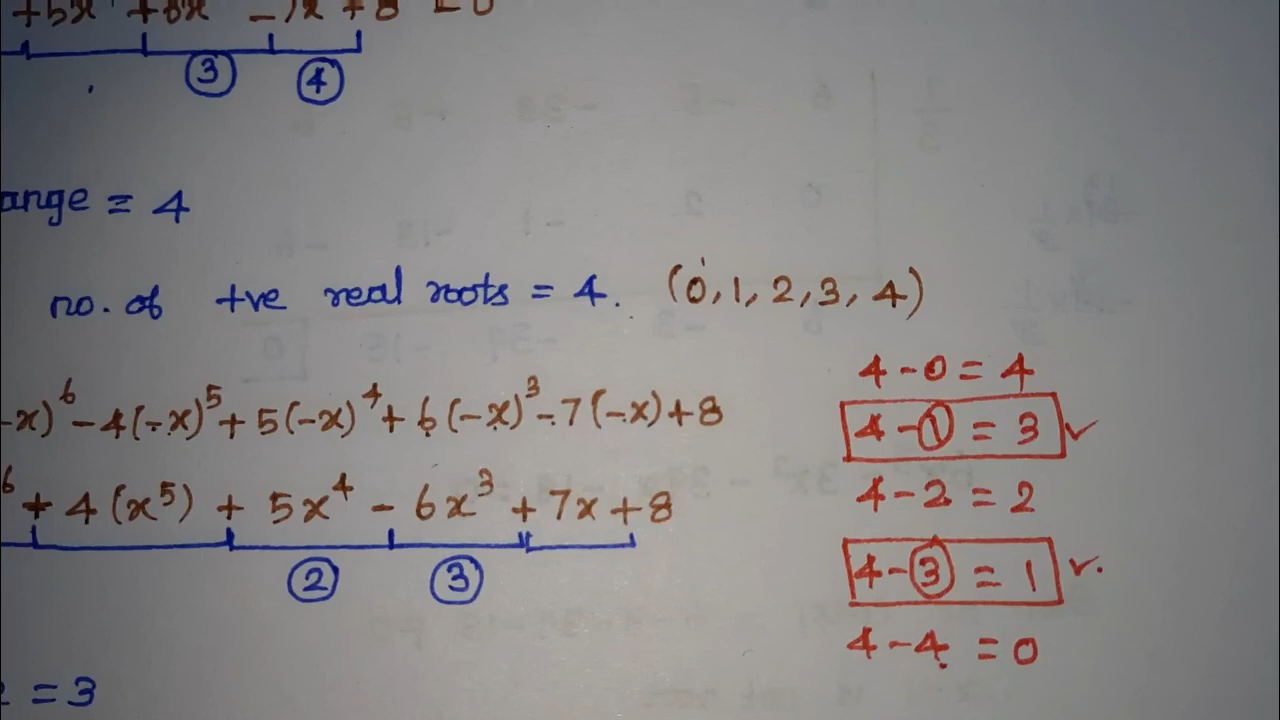 +5x +6x -7x +8 = 0
3 4
ange = 4
no. of +ve real roots = 4. (0, 1, 2, 3, 4)
4 - 0 = 4
-x)⁶ - 4(-x)⁵ + 5(-x)⁴ + 6(-x)³ - 7(-x) + 8
4 - 1 = 3 ✓
⁶ + 4(x⁵) + 5x⁴ - 6x³ + 7x + 8
4 - 2 = 2
2 3
4 - 3 = 1 ✓.
4 - 4 = 0
= 3